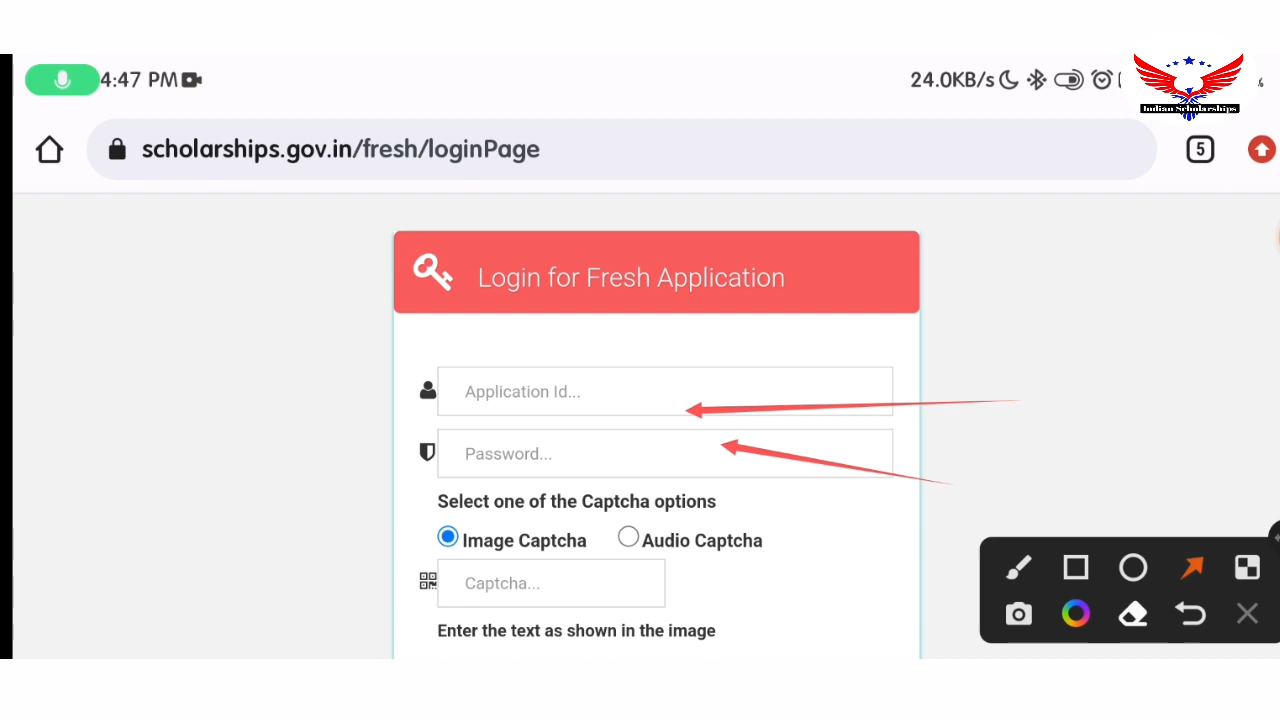 4:47 PM
24.0KB/s
Indian Scholarships
scholarships.gov.in/fresh/loginPage
5
Login for Fresh Application
Application Id...
Password...
Select one of the Captcha options
Image Captcha
Audio Captcha
Captcha...
Enter the text as shown in the image